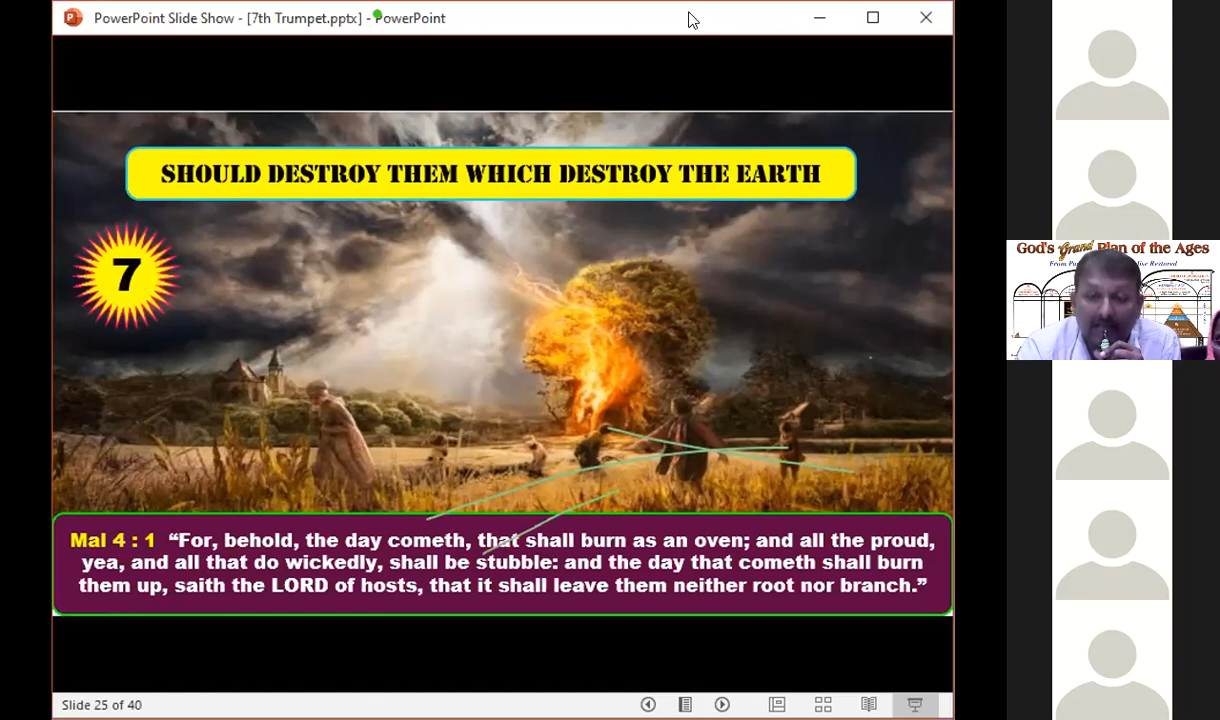 PowerPoint Slide Show - [7th Trumpet.pptx] - PowerPoint
SHOULD DESTROY THEM WHICH DESTROY THE EARTH
7
Mal 4 : 1 “For, behold, the day cometh, that shall burn as an oven; and all the proud,
yea, and all that do wickedly, shall be stubble: and the day that cometh shall burn
them up, saith the LORD of hosts, that it shall leave them neither root nor branch.”
Slide 25 of 40
God's Grand Plan of the Ages
Restored